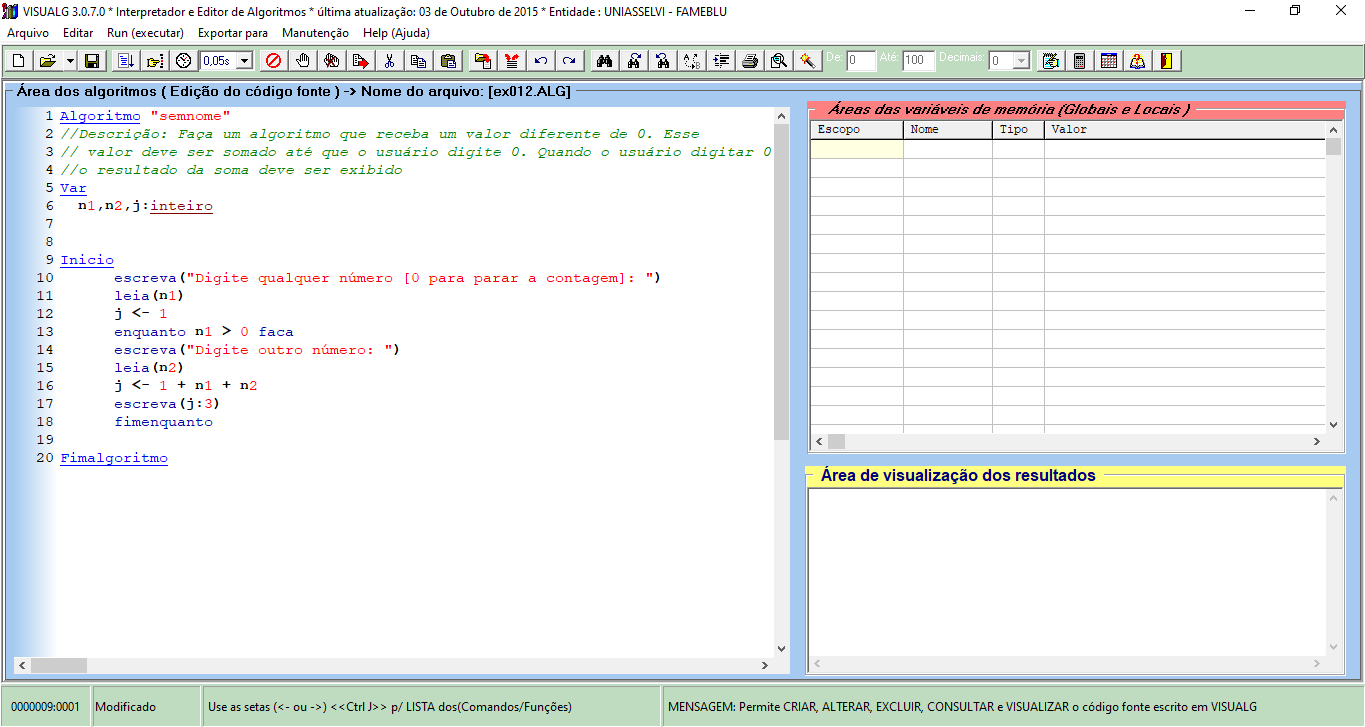 VISUALG 3.0.7.0 * Interpretador e Editor de Algoritmos * última atualização: 03 de Outubro de 2015 * Entidade : UNIASSELVI - FAMEBLU
Arquivo Editar Run (executar) Exportar para Manutenção Help (Ajuda)
0,05s De: 0 Até: 100 Decimais: 0
Área dos algoritmos ( Edição do código fonte ) -> Nome do arquivo: [ex012.ALG]
1 Algoritmo "semnome"
2 //Descrição: Faça um algoritmo que receba um valor diferente de 0. Esse
3 // valor deve ser somado até que o usuário digite 0. Quando o usuário digitar 0
4 //o resultado da soma deve ser exibido
5 Var
6 n1,n2,j:inteiro
7
8
9 Inicio
10 escreva("Digite qualquer número [0 para parar a contagem]: ")
11 leia(n1)
12 j <- 1
13 enquanto n1 > 0 faca
14 escreva("Digite outro número: ")
15 leia(n2)
16 j <- 1 + n1 + n2
17 escreva(j:3)
18 fimenquanto
19
20 Fimalgoritmo
Áreas das variáveis de memória (Globais e Locais )
Escopo Nome Tipo Valor
Área de visualização dos resultados
0000009:0001 Modificado Use as setas (<- ou ->) <<Ctrl J>> p/ LISTA dos(Comandos/Funções) MENSAGEM: Permite CRIAR, ALTERAR, EXCLUIR, CONSULTAR e VISUALIZAR o código fonte escrito em VISUALG